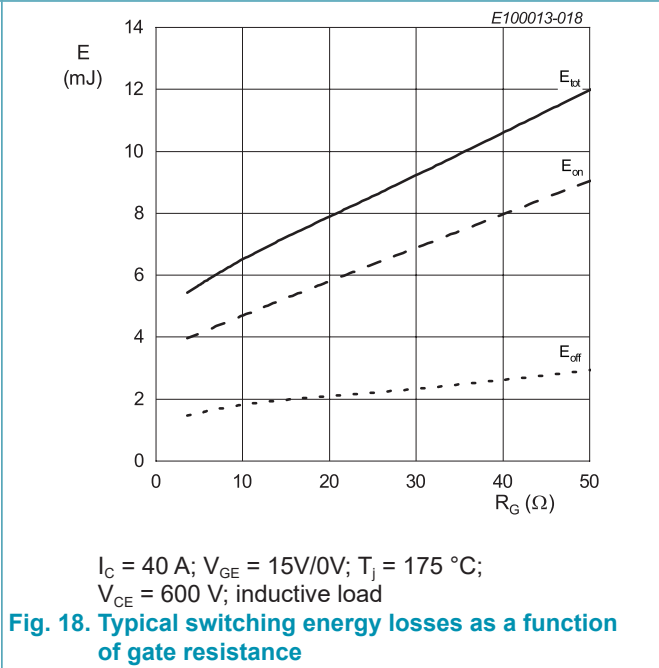 E100013-018
E
(mJ)
14
12
10
8
6
4
2
0
E_tot
E_on
E_off
0 10 20 30 40 50
R_G (Ω)
I_C = 40 A; V_GE = 15V/0V; T_j = 175 °C;
V_CE = 600 V; inductive load
Fig. 18. Typical switching energy losses as a function
of gate resistance